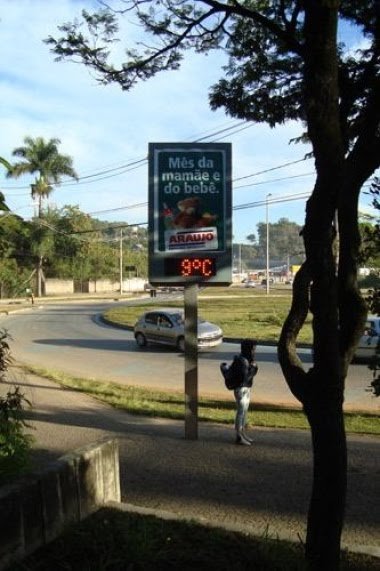 Mês da
mamãe e
do bebê.
ARAUJO
9°C